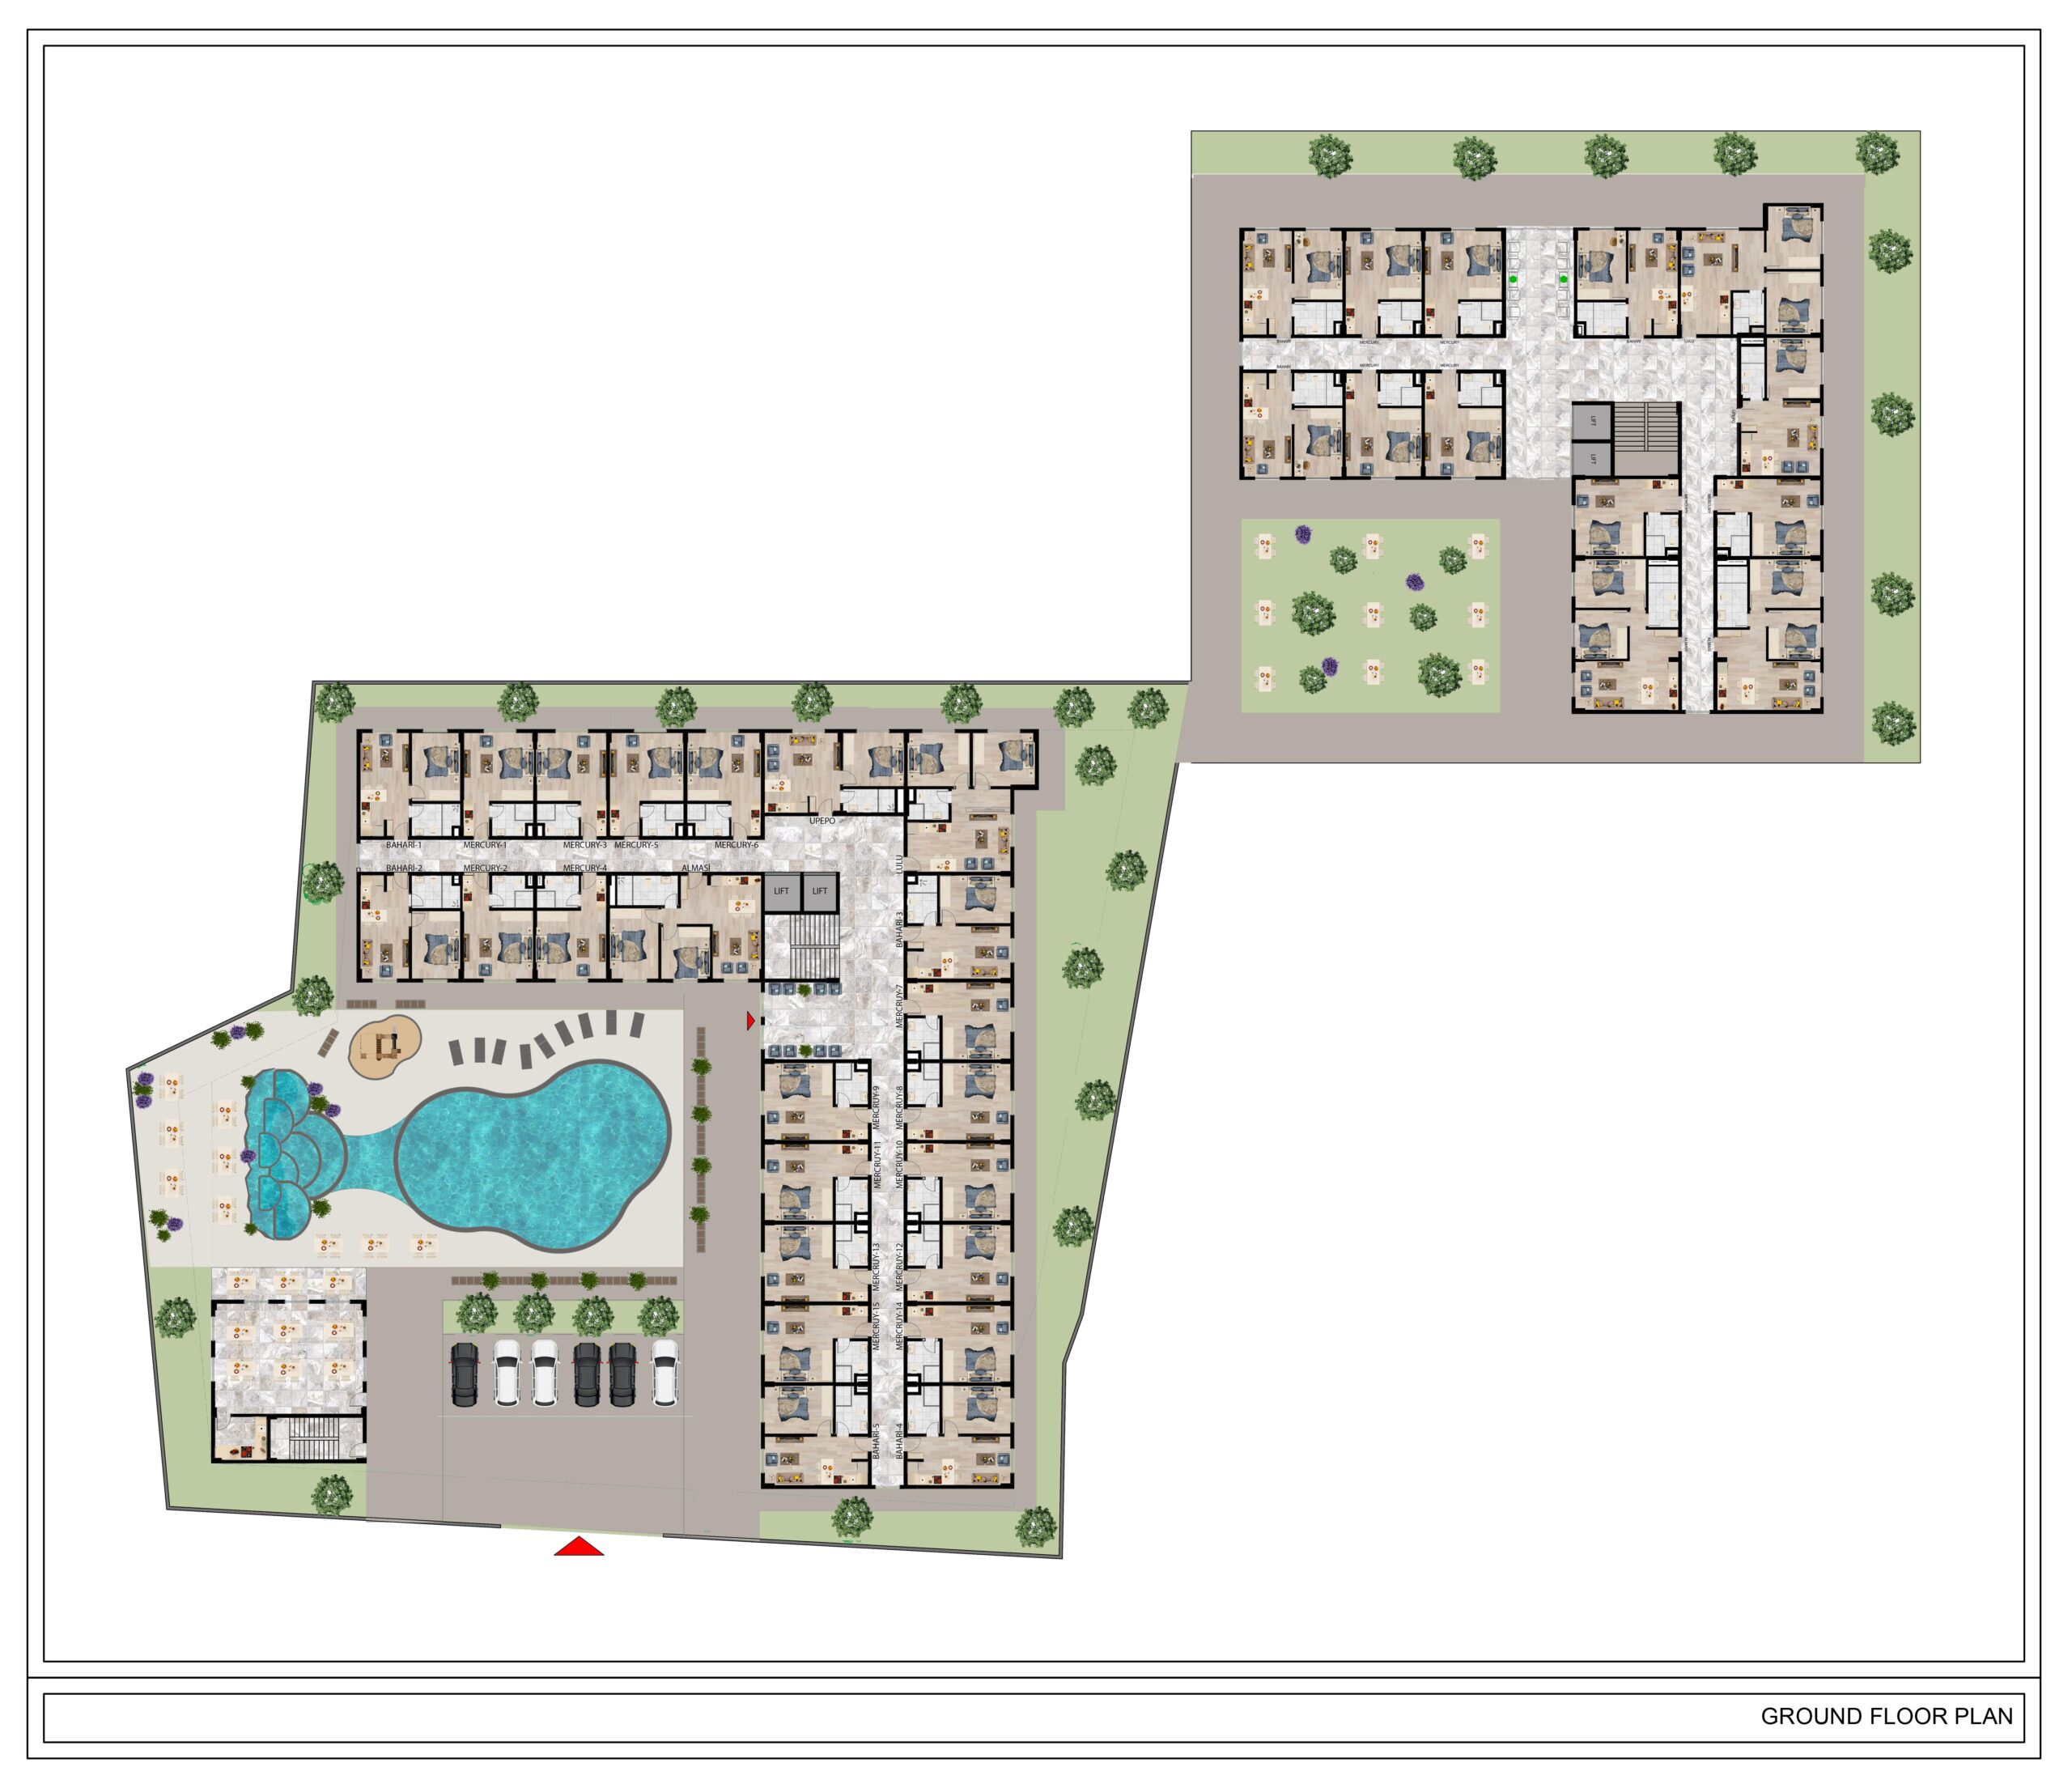 BAHARI
MERCURY
MERCURY
BAHARI
BAHARI
MERCURY
MERCURY
LIFT
LIFT
UPEPO
BAHARİ-1
MERCURY-1
MERCURY-3
MERCURY-5
MERCURY-6
BAHARİ-2
MERCURY-2
MERCURY-4
ALMASİ
LULU
LIFT
LIFT
BAHARİ-3
MERCRUY-7
MERCRUY-9
MERCRUY-8
MERCRUY-11
MERCRUY-10
MERCRUY-13
MERCRUY-12
MERCRUY-15
MERCRUY-14
BAHARİ-5
BAHARİ-4
GROUND FLOOR PLAN